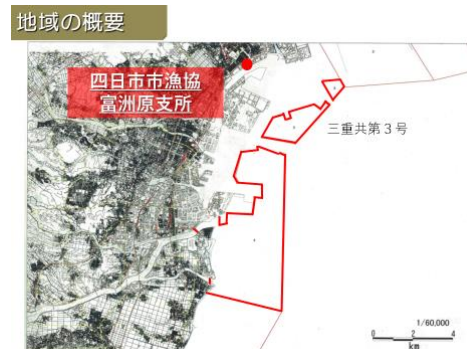 地域の概要
四日市市漁協
富洲原支所
三重共第３号
1/60,000
0 2 4
km